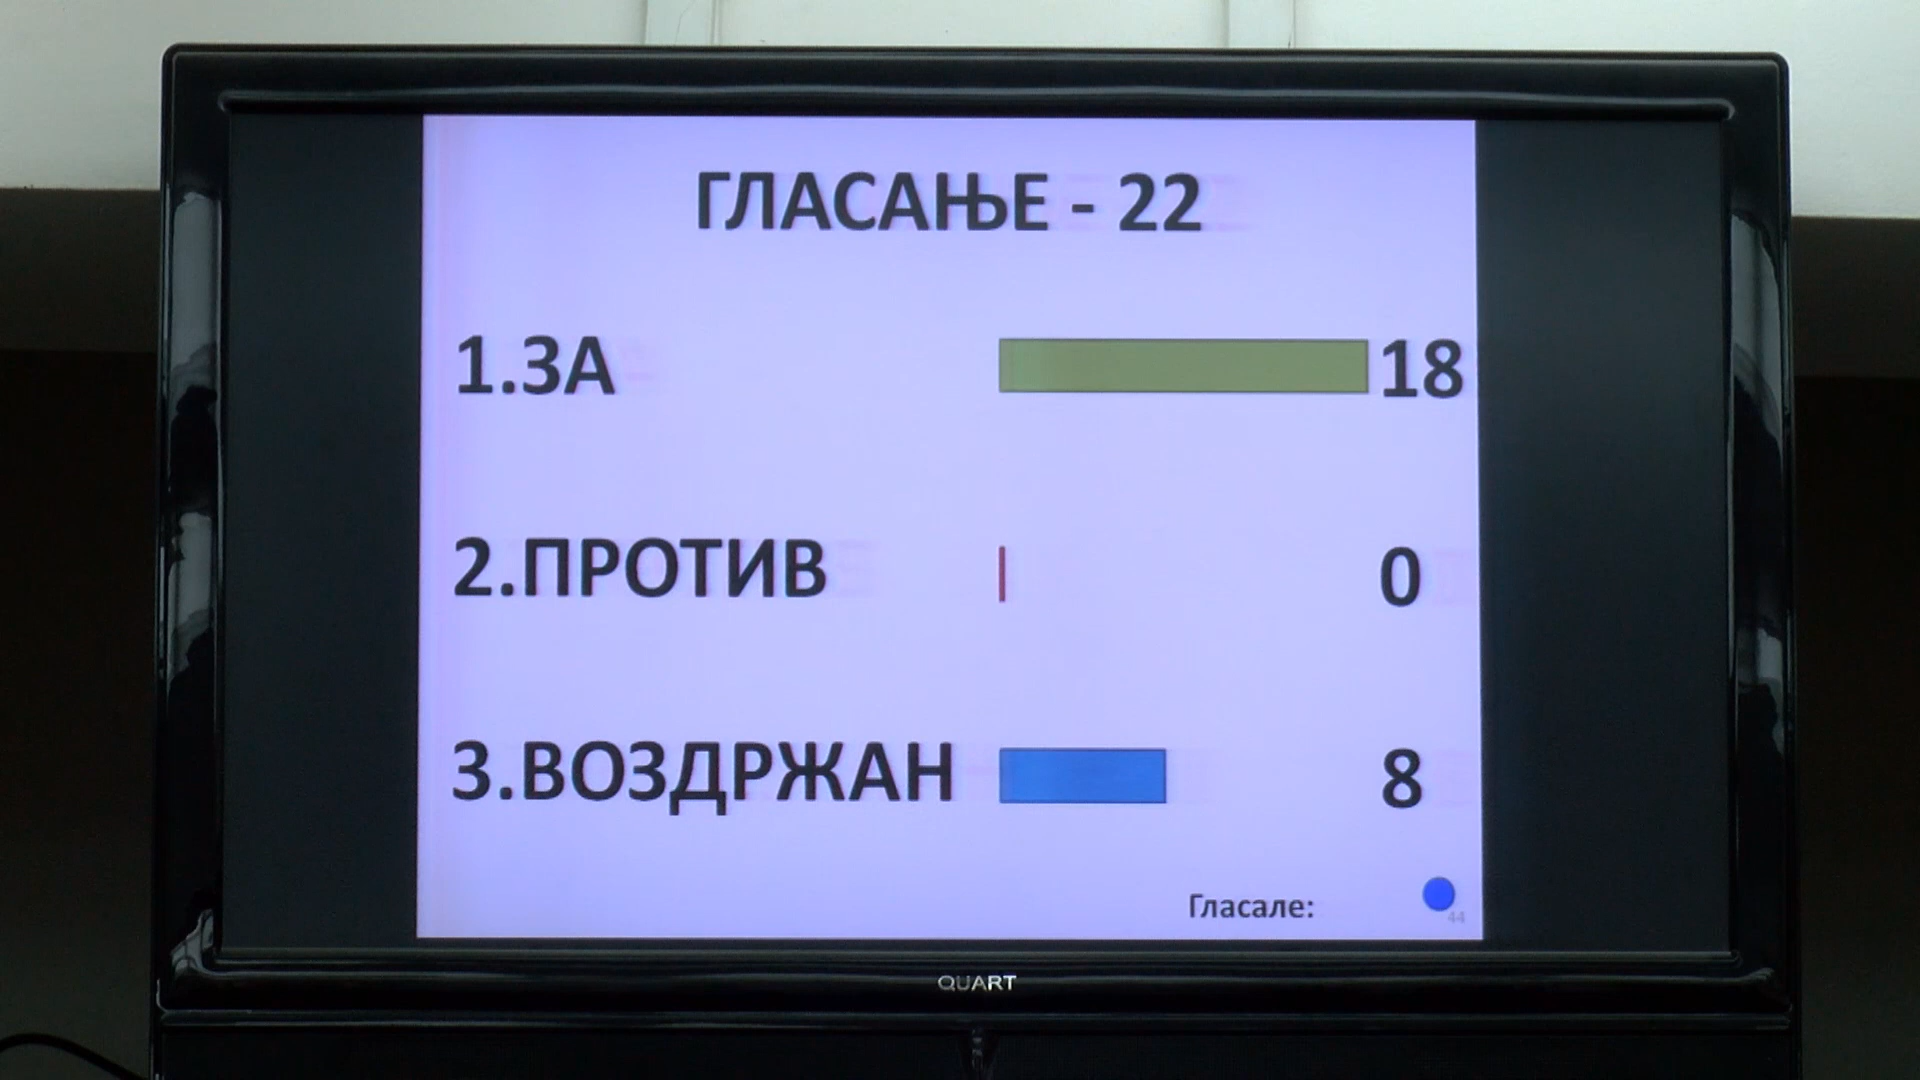 ГЛАСАЊЕ - 22
1.ЗА 18
2.ПРОТИВ 0
3.ВОЗДРЖАН 8
Гласале:
44
QUART